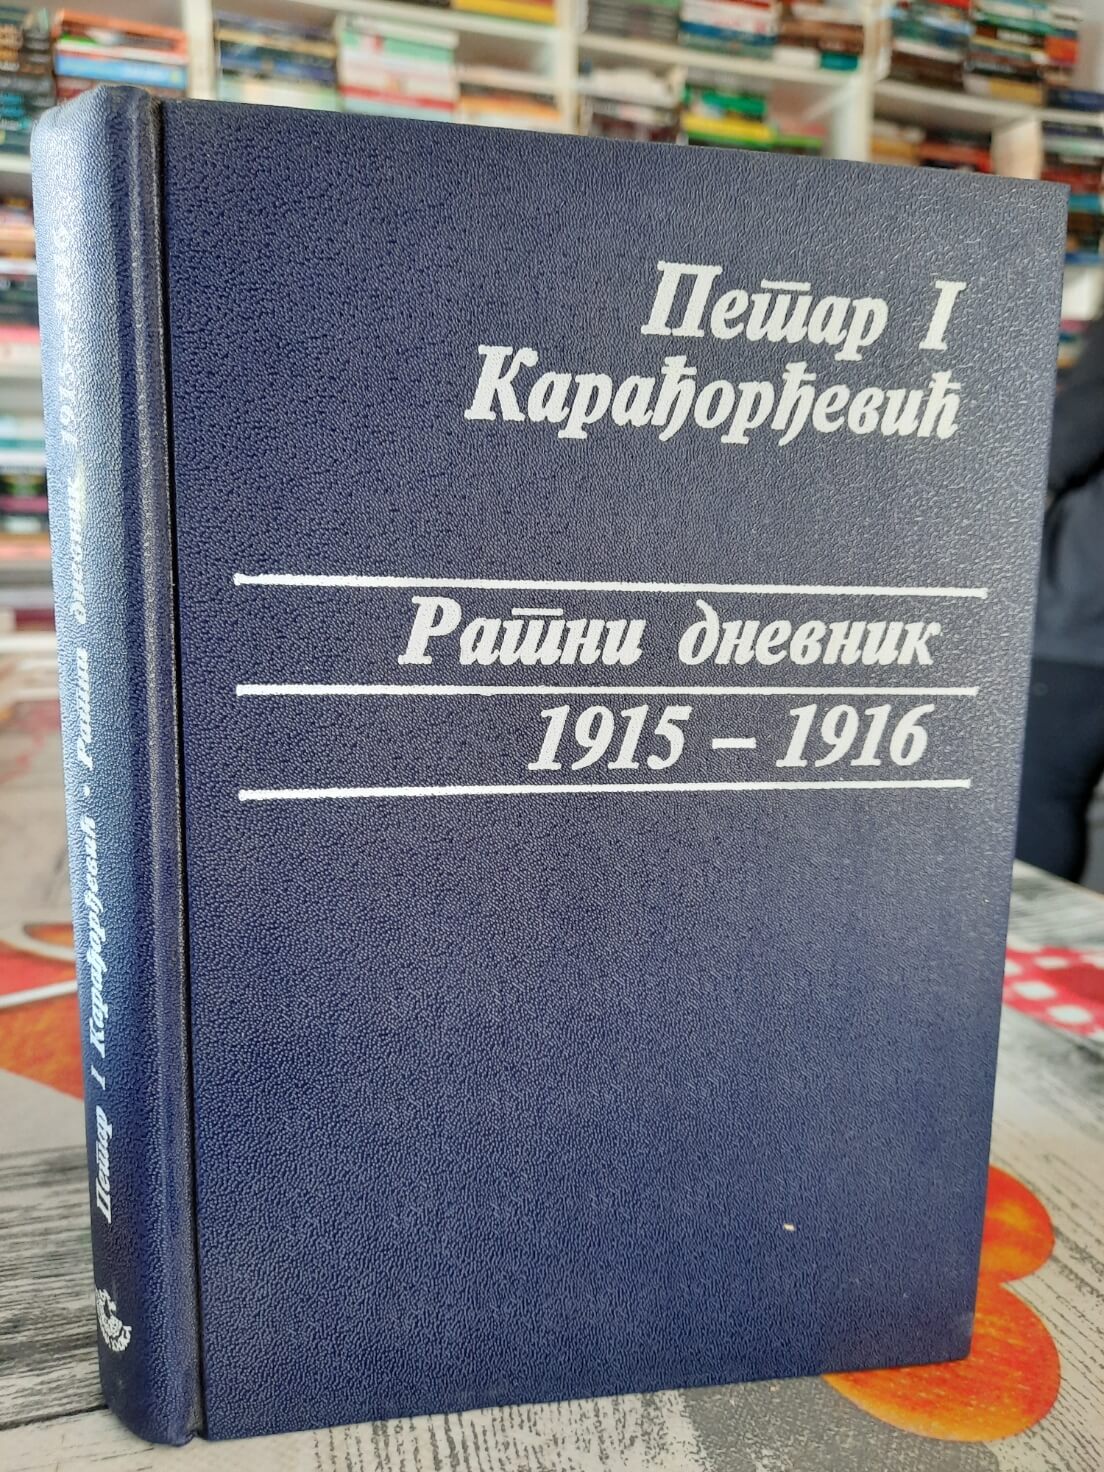 Петар I
Карађорђевић
Ратни дневник
1915 – 1916
Петар I Карађорђевић · Ратни дневник 1915–1916